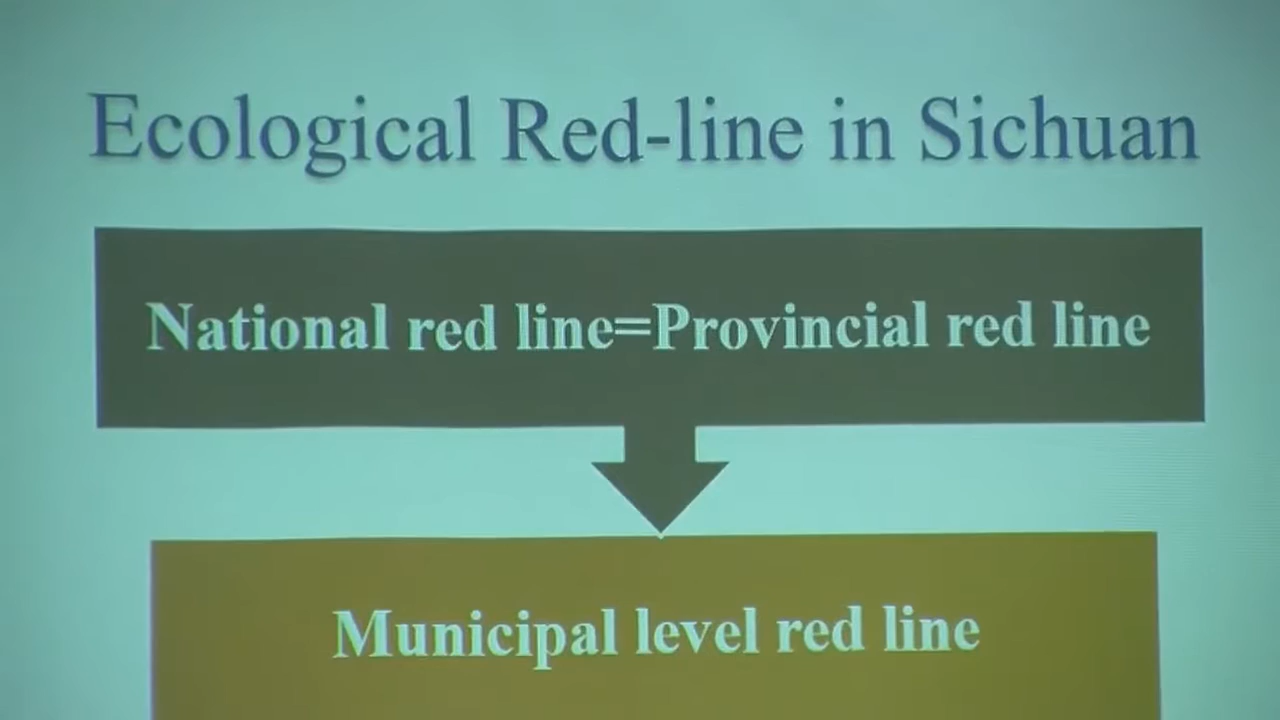 Ecological Red-line in Sichuan
National red line=Provincial red line
Municipal level red line